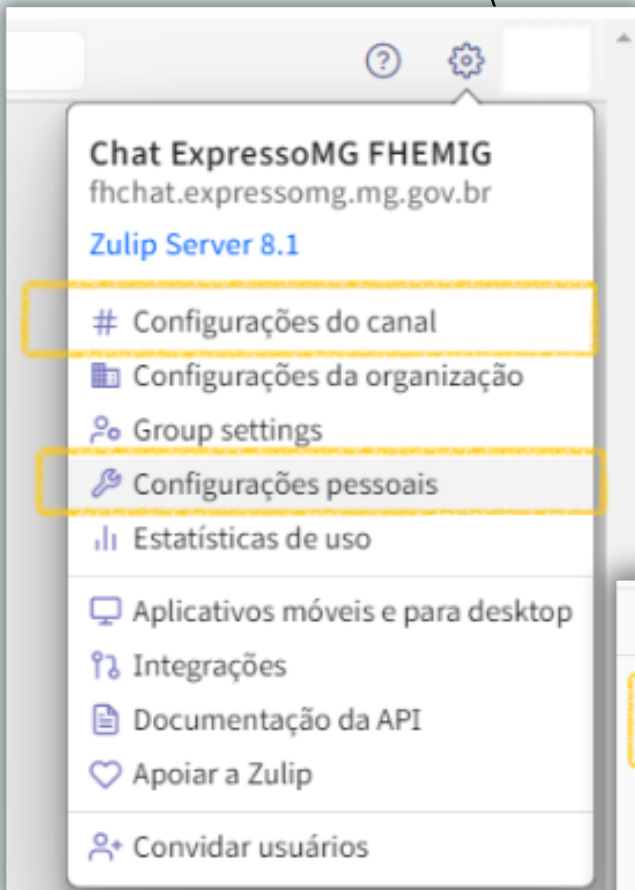 Chat ExpressoMG FHEMIG
fhchat.expressomg.mg.gov.br
Zulip Server 8.1
# Configurações do canal
Configurações da organização
Group settings
Configurações pessoais
Estatísticas de uso
Aplicativos móveis e para desktop
Integrações
Documentação da API
Apoiar a Zulip
Convidar usuários